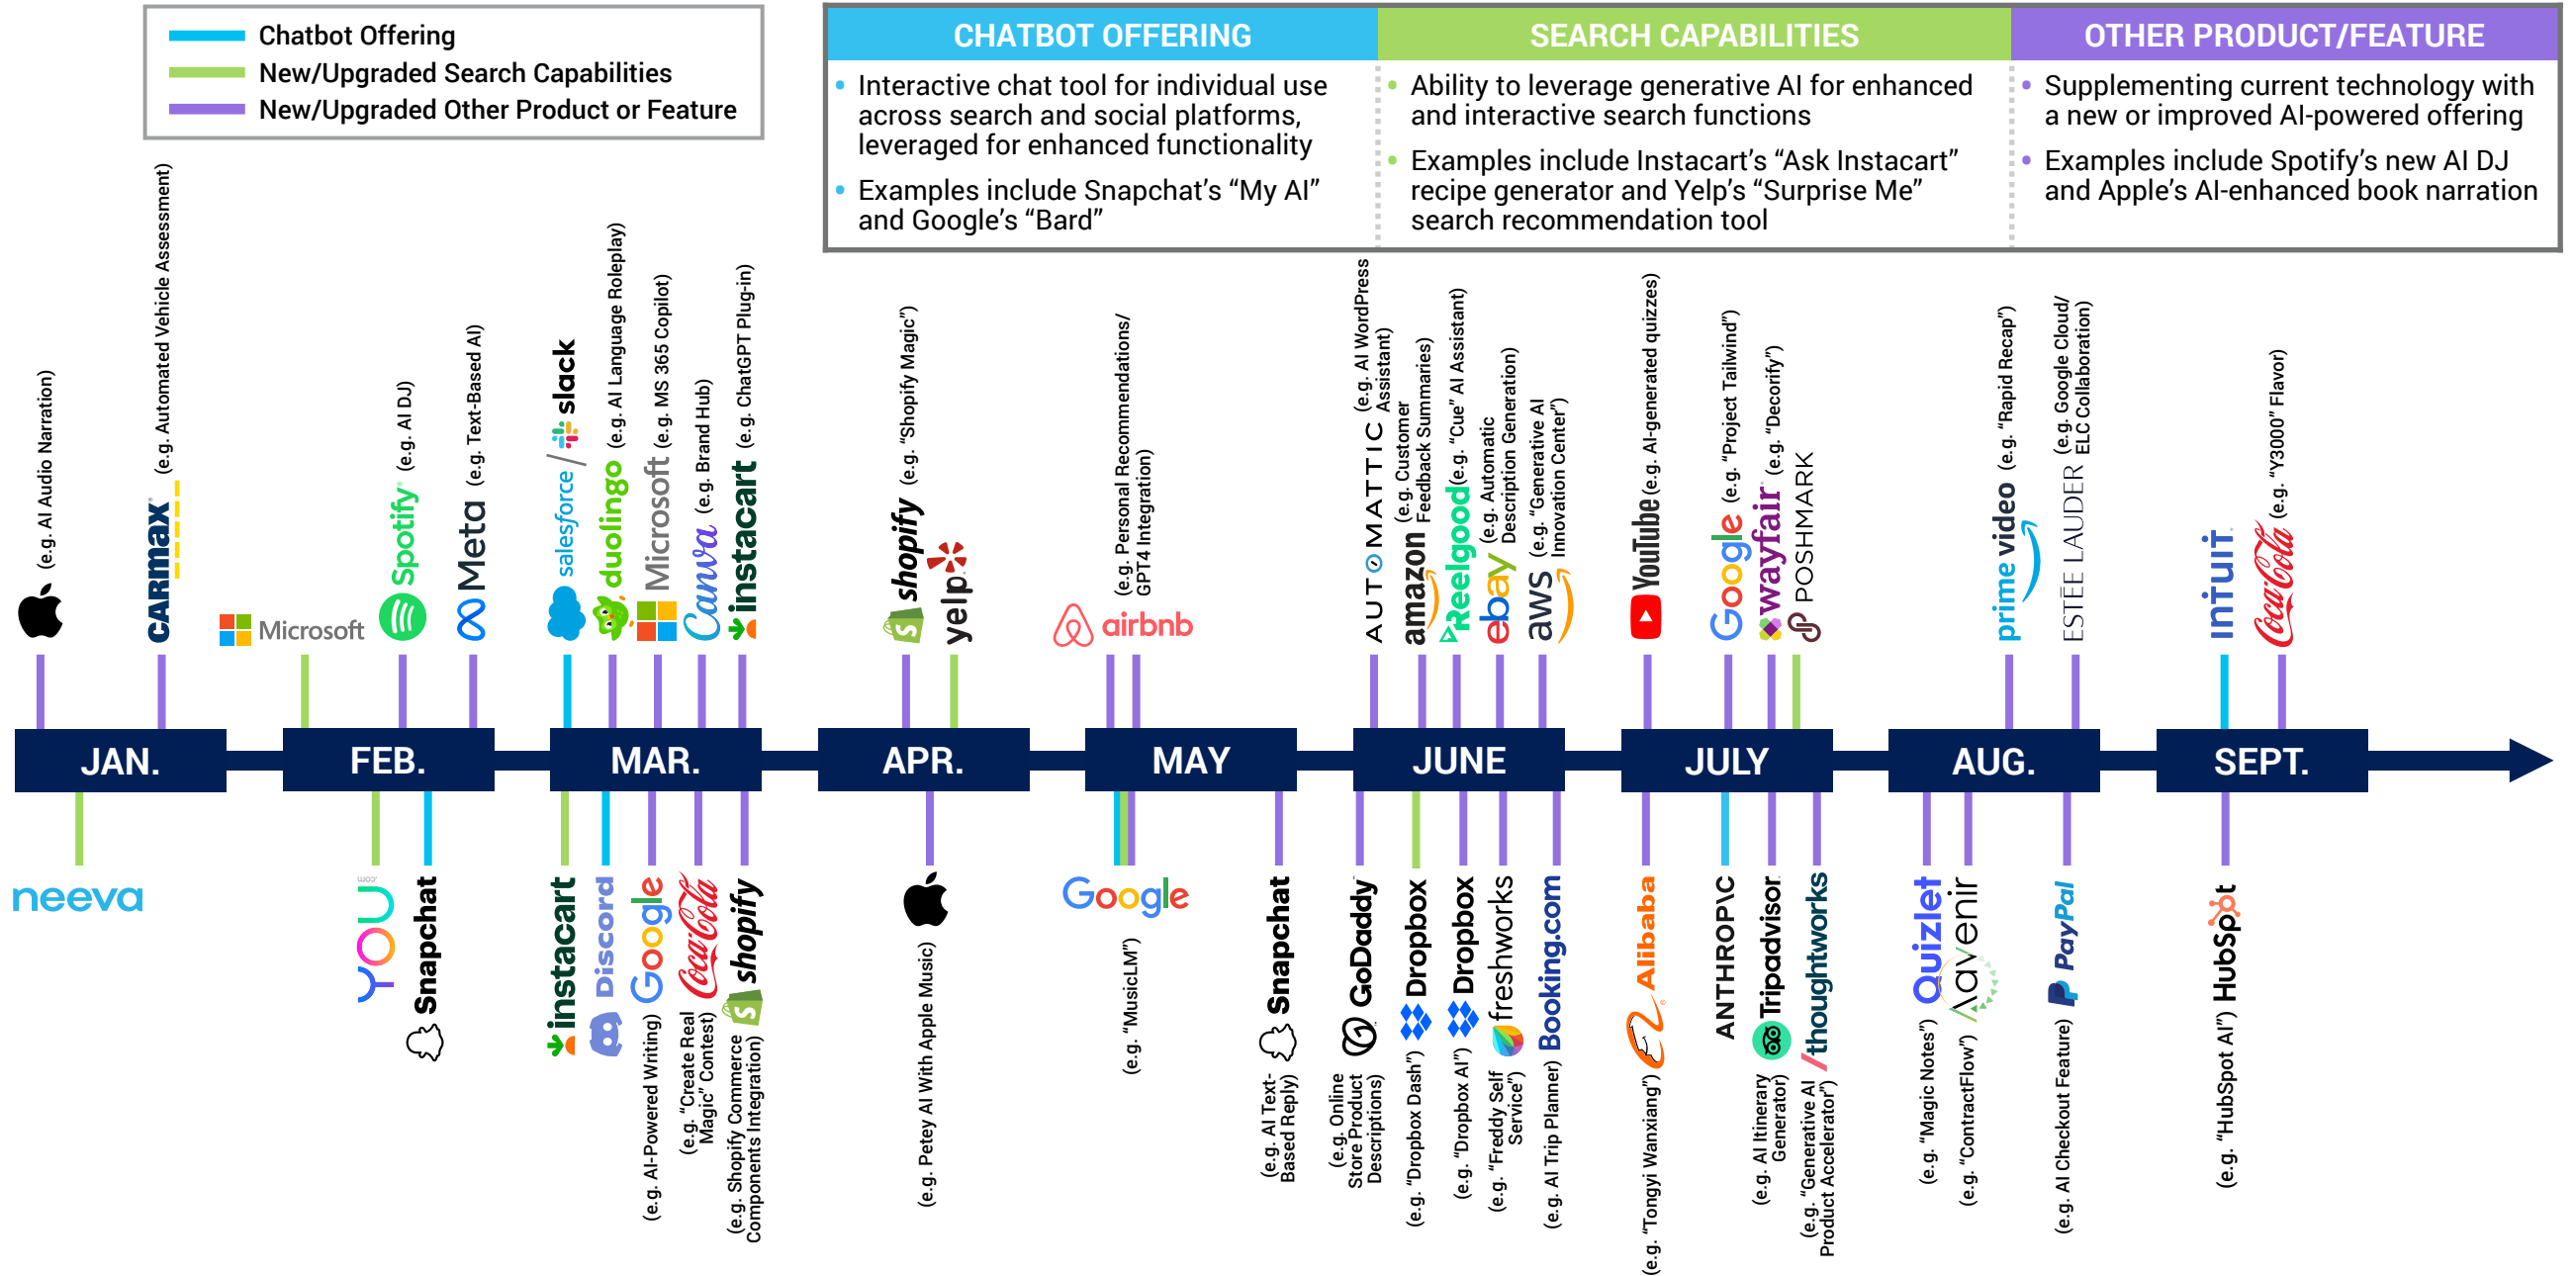 Chatbot Offering
New/Upgraded Search Capabilities
New/Upgraded Other Product or Feature
CHATBOT OFFERING
• Interactive chat tool for individual use
across search and social platforms,
leveraged for enhanced functionality
• Examples include Snapchat’s “My AI”
and Google’s “Bard”
SEARCH CAPABILITIES
• Ability to leverage generative AI for enhanced
and interactive search functions
• Examples include Instacart’s “Ask Instacart”
recipe generator and Yelp’s “Surprise Me”
search recommendation tool
OTHER PRODUCT/FEATURE
• Supplementing current technology with
a new or improved AI-powered offering
• Examples include Spotify’s new AI DJ
and Apple’s AI-enhanced book narration
(e.g. AI Audio Narration)
CARMAX (e.g. Automated Vehicle Assessment)
Microsoft
Spotify (e.g. AI DJ)
Meta (e.g. Text-Based AI)
salesforce / slack
duolingo (e.g. AI Language Roleplay)
Microsoft (e.g. MS 365 Copilot)
Canva (e.g. Brand Hub)
instacart (e.g. ChatGPT Plug-in)
shopify (e.g. “Shopify Magic”)
yelp
airbnb
(e.g. Personal Recommendations/
GPT4 Integration)
AUTOMATTIC (e.g. AI WordPress
Assistant)
amazon (e.g. Customer
Feedback Summaries)
Reelgood (e.g. “Cue” AI Assistant)
ebay (e.g. Automatic
Description Generation)
aws (e.g. “Generative AI
Innovation Center”)
YouTube (e.g. AI-generated quizzes)
Google (e.g. “Project Tailwind”)
wayfair (e.g. “Decorify”)
POSHMARK
prime video (e.g. “Rapid Recap”)
ESTĒE LAUDER (e.g. Google Cloud/
ELC Collaboration)
INTUIT
Coca-Cola (e.g. “Y3000” Flavor)
JAN.
FEB.
MAR.
APR.
MAY
JUNE
JULY
AUG.
SEPT.
neeva
YOU.com
Snapchat
instacart
Discord
Google (e.g. AI-Powered Writing)
Coca-Cola (e.g. “Create Real
Magic” Contest)
shopify (e.g. Shopify Commerce
Components Integration)
(e.g. Petey AI With Apple Music)
Google
(e.g. “MusicLM”)
Snapchat (e.g. AI Text-
Based Reply)
GoDaddy (e.g. Online
Store Product
Descriptions)
Dropbox (e.g. “Dropbox Dash”)
Dropbox (e.g. “Dropbox AI”)
freshworks (e.g. “Freddy Self
Service”)
Booking.com (e.g. AI Trip Planner)
Alibaba (e.g. “Tongyi Wanxiang”)
ANTHROP\C
Tripadvisor (e.g. AI Itinerary
Generator)
/thoughtworks (e.g. “Generative AI
Product Accelerator”)
Quizlet (e.g. “Magic Notes”)
Aavenir (e.g. “ContractFlow”)
PayPal (e.g. AI Checkout Feature)
HubSpot (e.g. “HubSpot AI”)